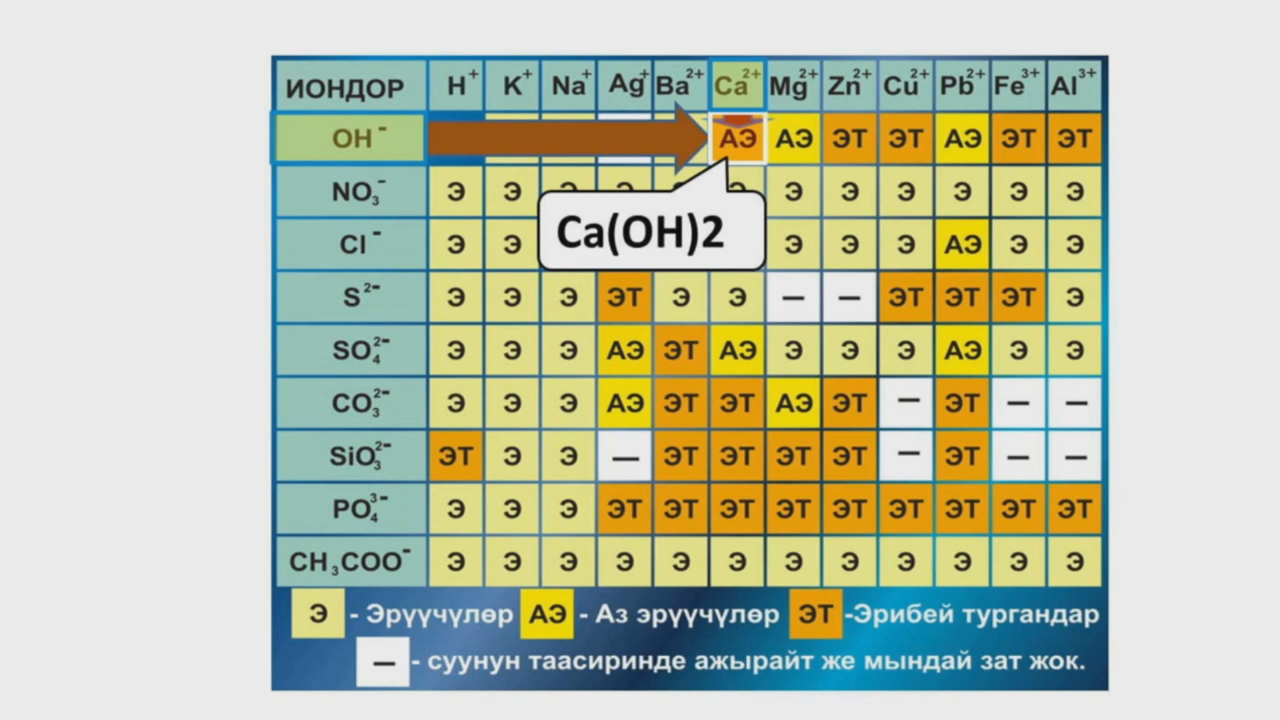 ИОНДОР H⁺ K⁺ Na⁺ Ag⁺ Ba²⁺ Ca²⁺ Mg²⁺ Zn²⁺ Cu²⁺ Pb²⁺ Fe³⁺ Al³⁺
OH⁻ АЭ АЭ ЭТ ЭТ АЭ ЭТ ЭТ
NO₃⁻ Э Э Э Э Э Э Э Э Э Э
Ca(OH)2
Cl⁻ Э Э Э Э Э АЭ Э Э
S²⁻ Э Э Э ЭТ Э Э – – ЭТ ЭТ ЭТ Э
SO₄²⁻ Э Э Э АЭ ЭТ АЭ Э Э Э АЭ Э Э
CO₃²⁻ Э Э Э АЭ ЭТ ЭТ АЭ ЭТ – ЭТ – –
SiO₃²⁻ ЭТ Э Э – ЭТ ЭТ ЭТ ЭТ – ЭТ – –
PO₄³⁻ Э Э Э ЭТ ЭТ ЭТ ЭТ ЭТ ЭТ ЭТ ЭТ ЭТ
CH₃COO⁻ Э Э Э Э Э Э Э Э Э Э Э Э
Э - Эрүүчүлөр АЭ - Аз эрүүчүлөр ЭТ -Эрибей тургандар
– - суунун таасиринде ажырайт же мындай зат жок.